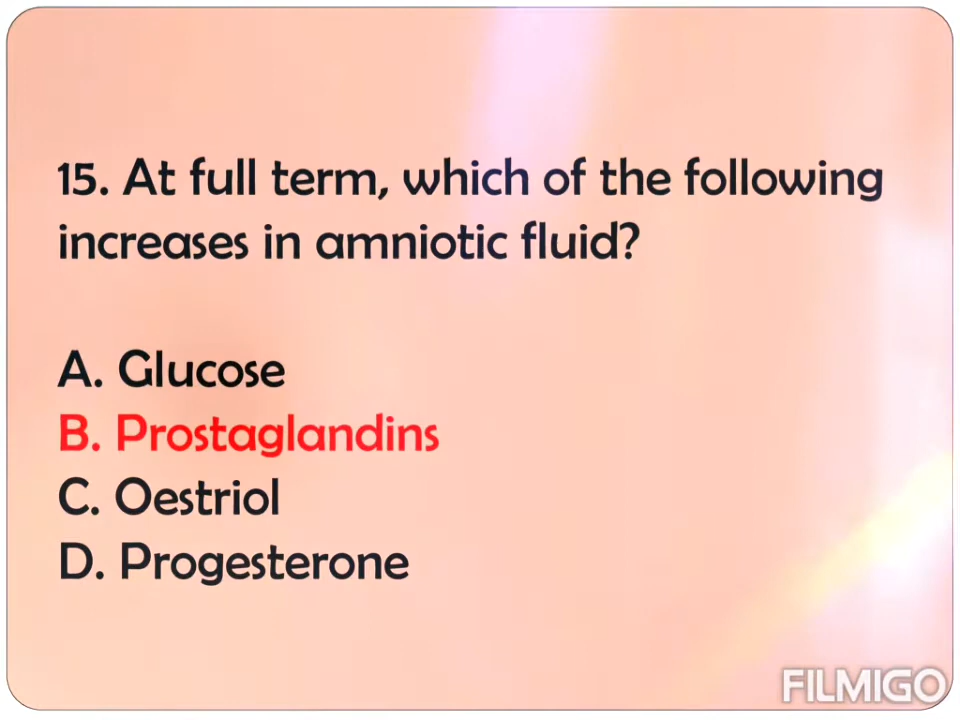 15. At full term, which of the following
increases in amniotic fluid?
A. Glucose
B. Prostaglandins
C. Oestriol
D. Progesterone
FILMIGO